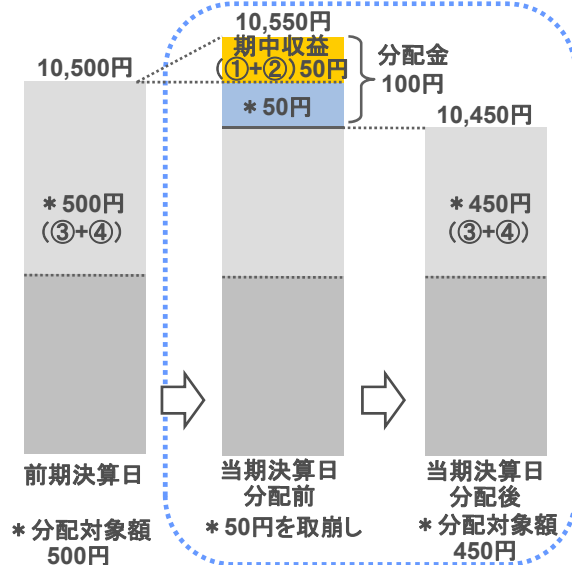 10,550円
期中収益
(①+②)50円
分配金
100円
10,500円
＊50円
10,450円
＊500円
(③+④)
＊450円
(③+④)
前期決算日
当期決算日
分配前
当期決算日
分配後
＊分配対象額
500円
＊50円を取崩し
＊分配対象額
450円